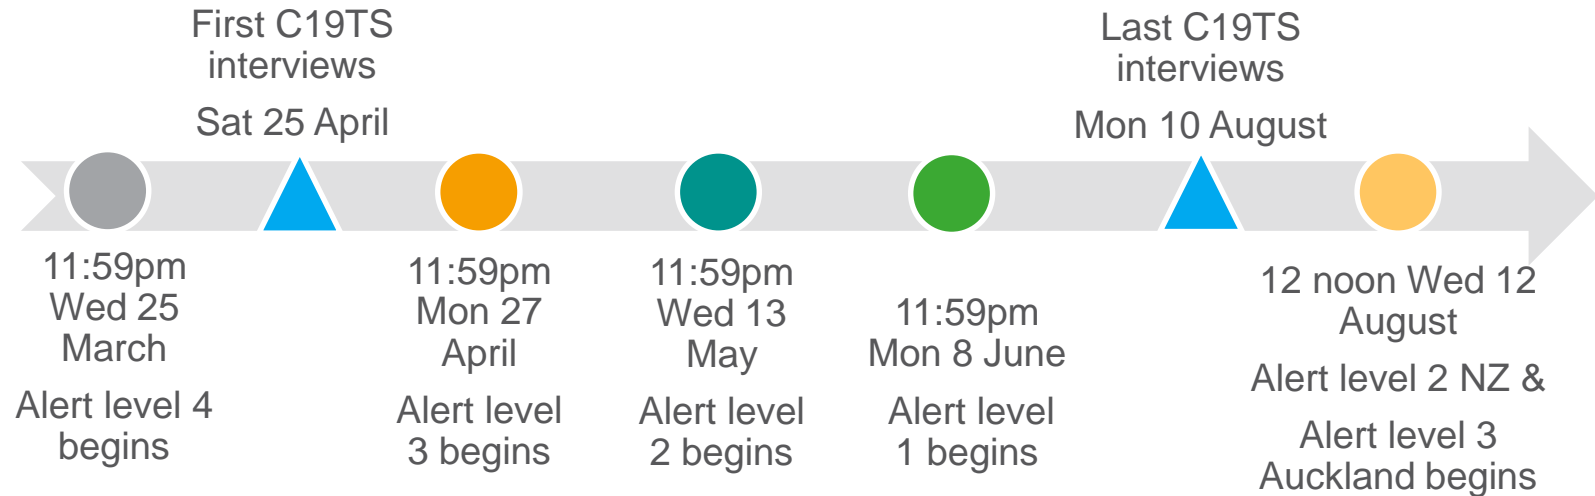 First C19TS
interviews
Sat 25 April
Last C19TS
interviews
Mon 10 August
11:59pm
Wed 25
March
Alert level 4
begins
11:59pm
Mon 27
April
Alert level
3 begins
11:59pm
Wed 13
May
Alert level
2 begins
11:59pm
Mon 8 June
Alert level
1 begins
12 noon Wed 12
August
Alert level 2 NZ &
Alert level 3
Auckland begins